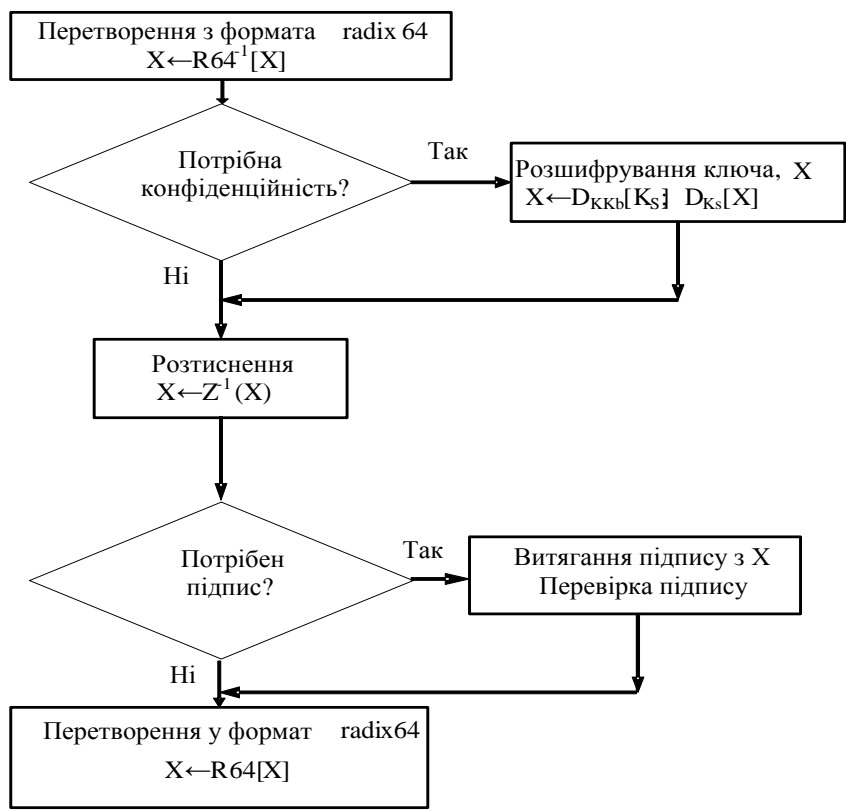 Перетворення з формата radix 64
X←R64⁻¹[X]
Потрібна
конфіденційність?
Так
Розшифрування ключа, X
X←D_KKb[K_S]; D_Ks[X]
Ні
Розтиснення
X←Z⁻¹(X)
Потрібен
підпис?
Так
Витягання підпису з X
Перевірка підпису
Ні
Перетворення у формат radix64
X←R64[X]